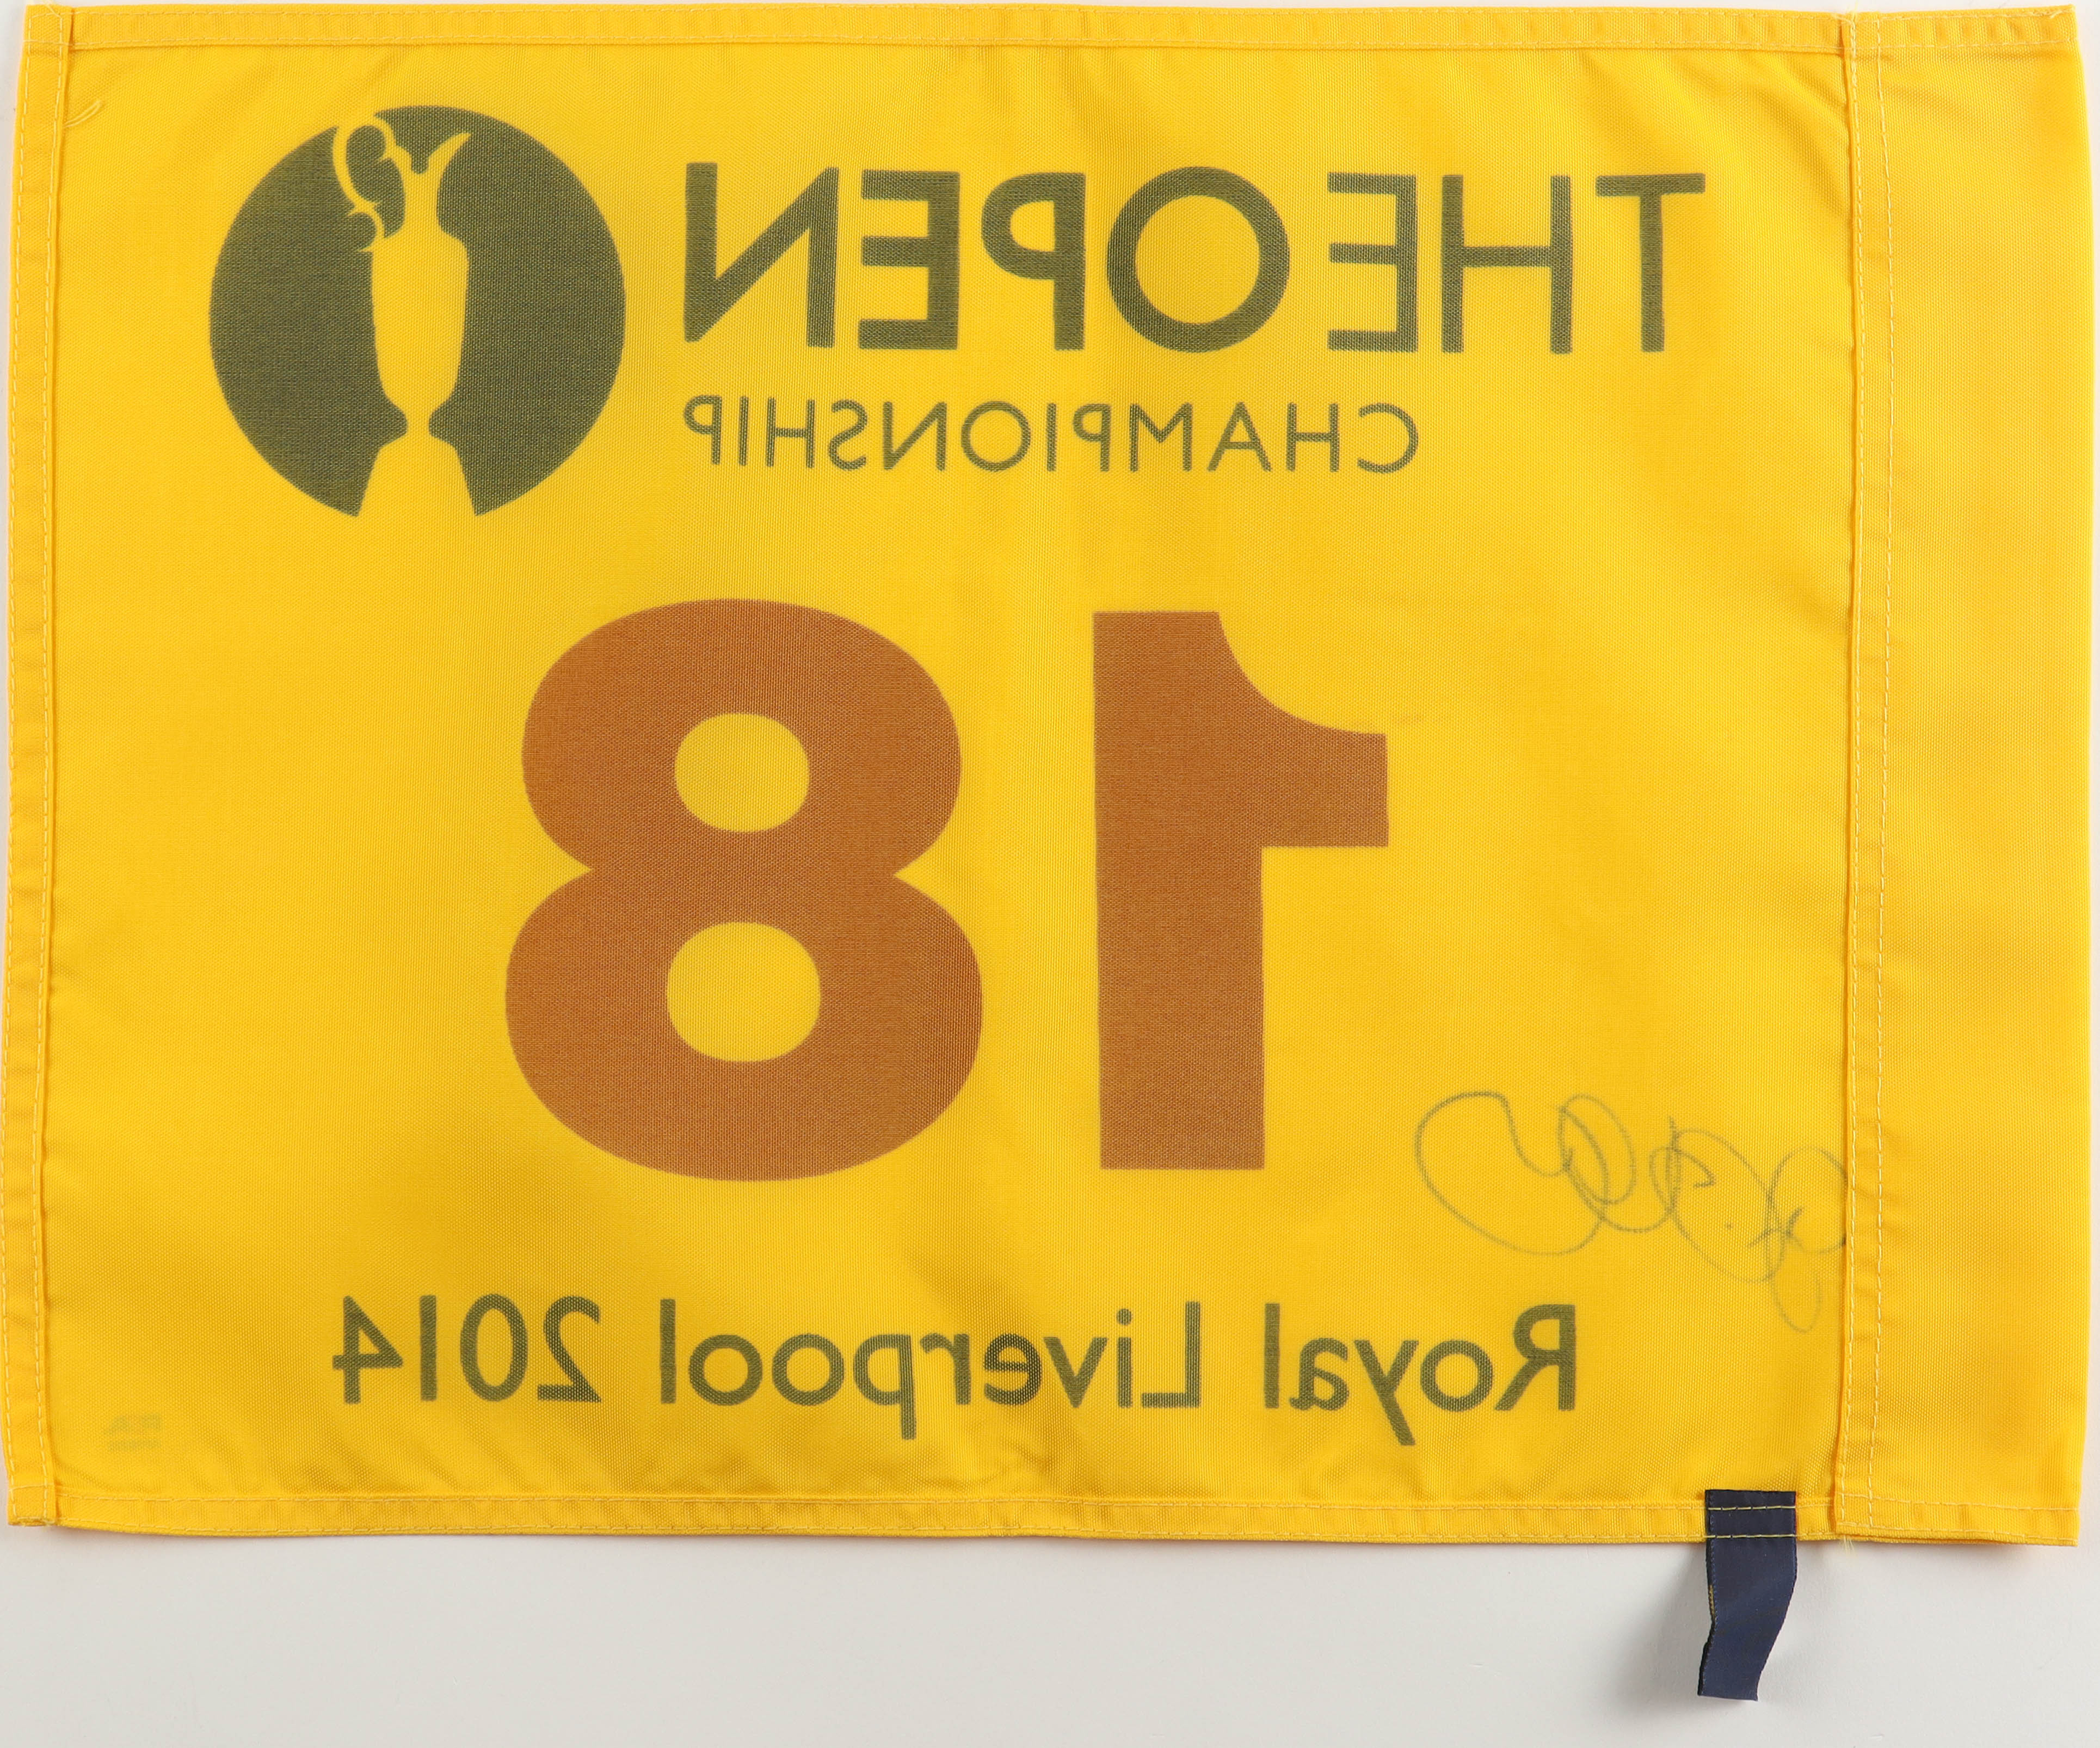 THE OPEN
CHAMPIONSHIP
18
Royal Liverpool 2014